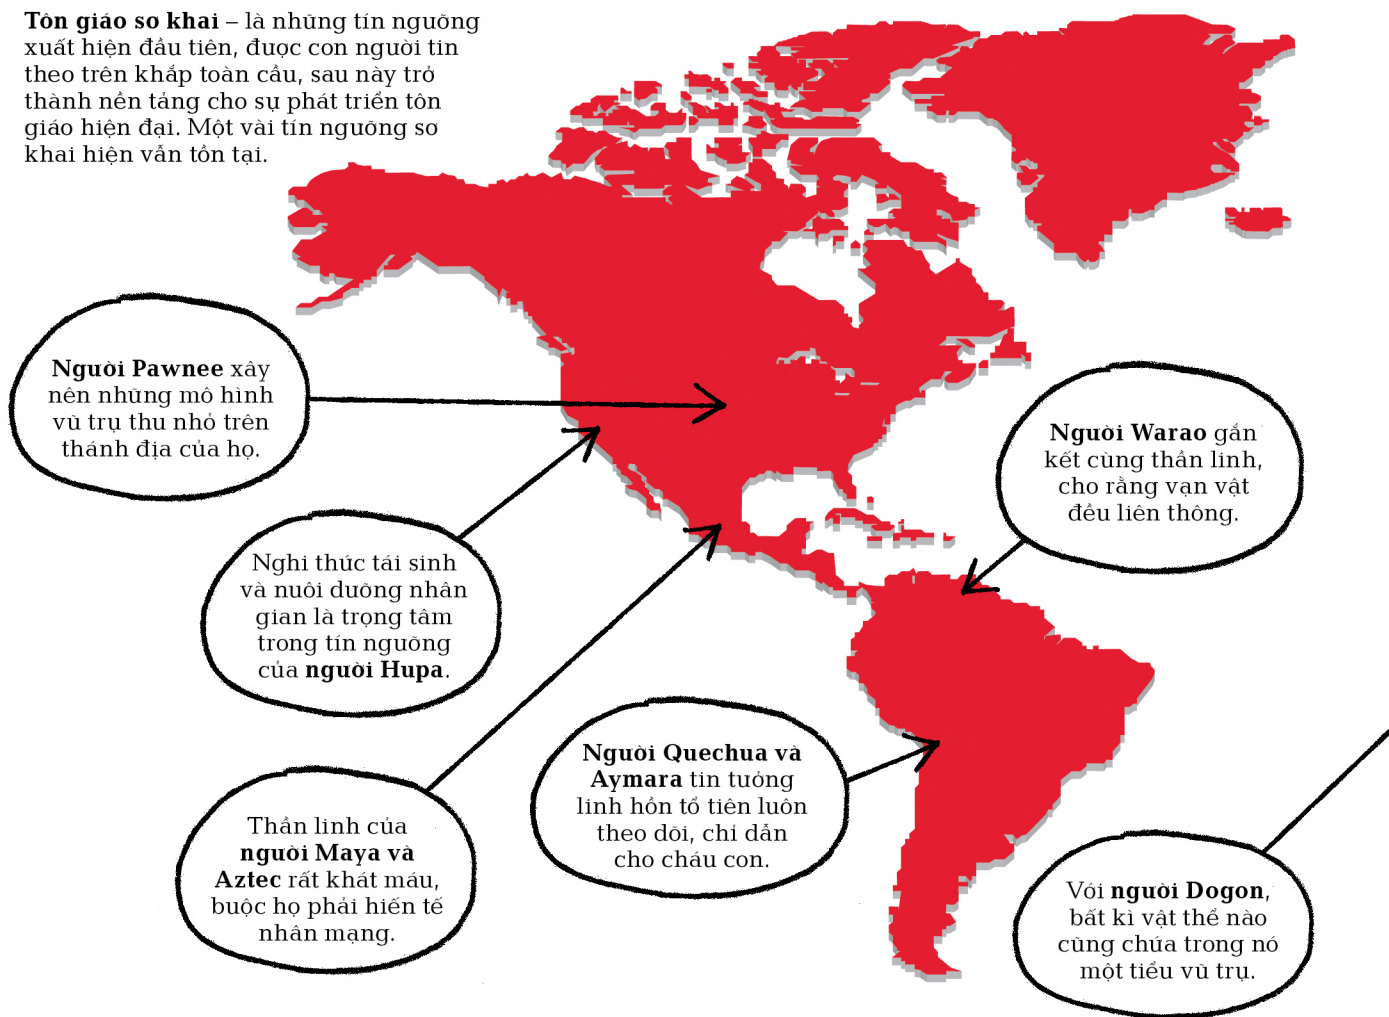 Tôn giáo sơ khai – là những tín ngưỡng
xuất hiện đầu tiên, được con người tin
theo trên khắp toàn cầu, sau này trở
thành nền tảng cho sự phát triển tôn
giáo hiện đại. Một vài tín ngưỡng sơ
khai hiện vẫn tồn tại.
Người Pawnee xây
nên những mô hình
vũ trụ thu nhỏ trên
thánh địa của họ.
Người Warao gắn
kết cùng thần linh,
cho rằng vạn vật
đều liên thông.
Nghi thức tái sinh
và nuôi dưỡng nhân
gian là trọng tâm
trong tín ngưỡng
của người Hupa.
Người Quechua và
Aymara tin tưởng
linh hồn tổ tiên luôn
theo dõi, chỉ dẫn
cho cháu con.
Thần linh của
người Maya và
Aztec rất khát máu,
buộc họ phải hiến tế
nhân mạng.
Với người Dogon,
bất kì vật thể nào
cũng chứa trong nó
một tiểu vũ trụ.